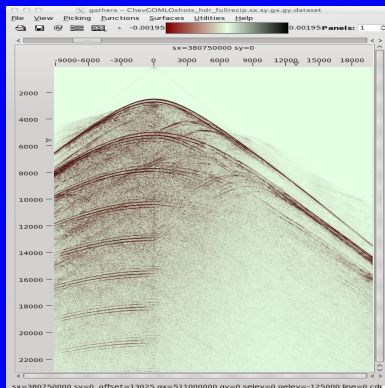 gathers – ChevGOMLOshots_hdr_fullrecip.sx.sy.gx.gy.dataset
File View Picking Functions Surfaces Utilities Help
-0.00195 0.00195 Panels: 1
sx=380750000 sy=0
-9000 -6000 -3000 0 3000 6000 9000 12000 15000 18000
2000
4000
6000
8000
10000
12000
14000
16000
18000
20000
22000
sx=380750000 sy=0 offset=13025 gx=511000000 gy=0 selev=0 gelev=-125000 line=0